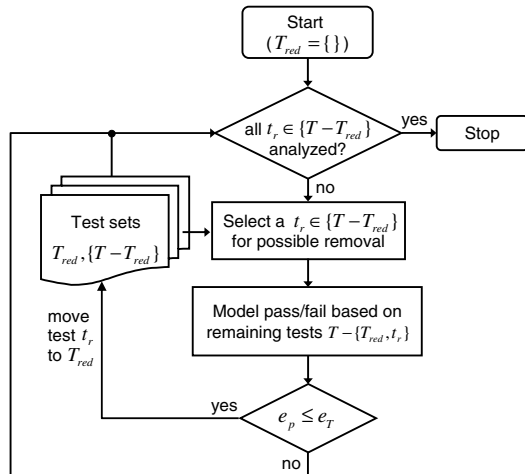 Start
(T_red = { })
all t_r ∈ {T − T_red}
analyzed?
yes
Stop
no
Test sets
T_red, {T − T_red}
Select a t_r ∈ {T − T_red}
for possible removal
Model pass/fail based on
remaining tests T − {T_red, t_r}
move
test t_r
to T_red
yes
e_p ≤ e_T
no